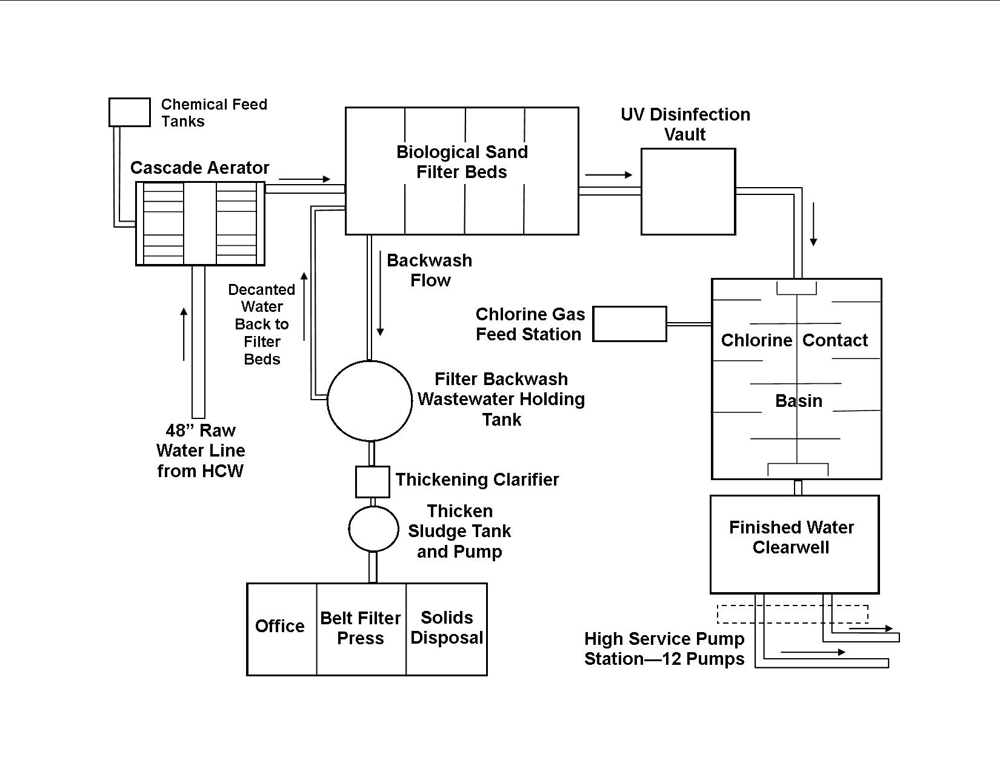 Chemical Feed
Tanks
Cascade Aerator
Biological Sand
Filter Beds
UV Disinfection
Vault
Backwash
Flow
Decanted
Water
Back to
Filter
Beds
48” Raw
Water Line
from HCW
Chlorine Gas
Feed Station
Chlorine Contact
Basin
Filter Backwash
Wastewater Holding
Tank
Thickening Clarifier
Thicken
Sludge Tank
and Pump
Office
Belt Filter
Press
Solids
Disposal
Finished Water
Clearwell
High Service Pump
Station—12 Pumps